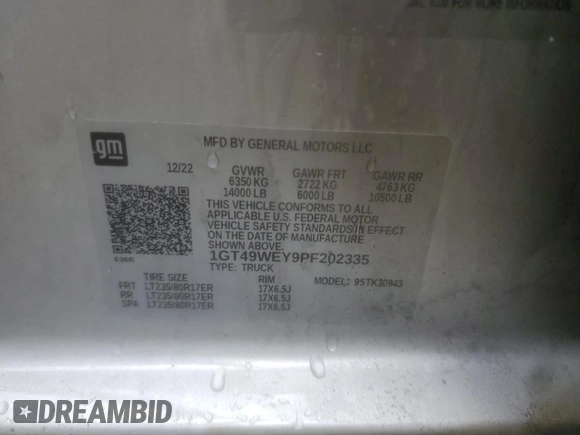 FOR MORE INFORMATION
gm
MFD BY GENERAL MOTORS LLC
12/22 GVWR GAWR FRT GAWR RR
6350 KG 2722 KG 4763 KG
14000 LB 6000 LB 10500 LB
THIS VEHICLE CONFORMS TO ALL
APPLICABLE U.S. FEDERAL MOTOR
VEHICLE SAFETY STANDARDS IN EFFECT
ON THE DATE OF MANUFACTURE
SHOWN ABOVE.
1GT49WEY9PF202335
TYPE: TRUCK
TIRE SIZE RIM 95TK30943
FRT LT235/80R17ER 17X6.5J
RR LT235/80R17ER 17X6.5J
SPA LT235/80R17ER 17X6.5J
DREAMBID